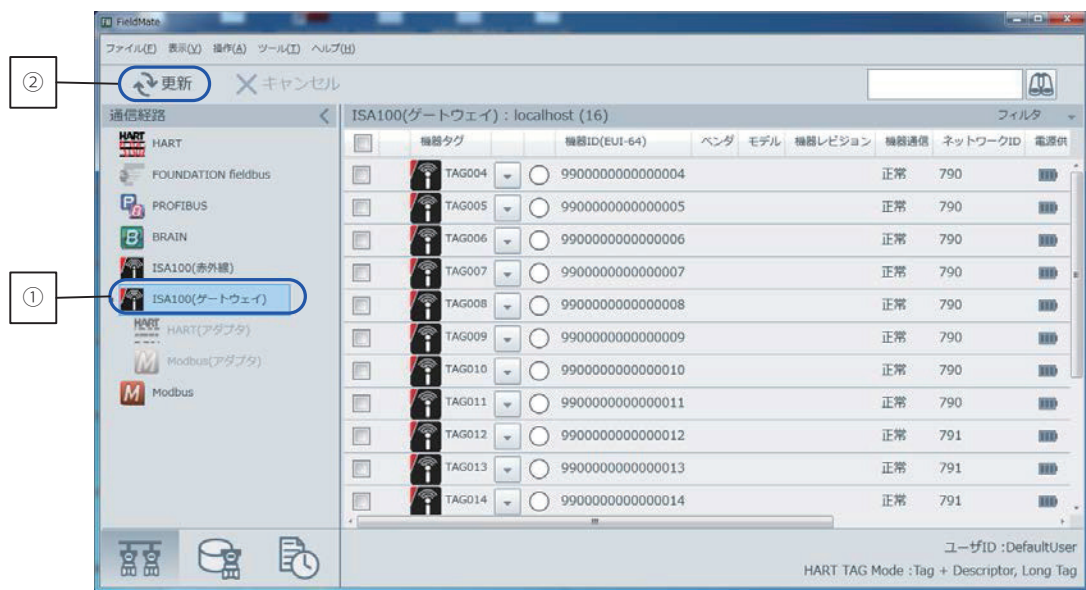 FieldMate
ファイル(F) 表示(V) 操作(A) ツール(T) ヘルプ(H)
② 更新 キャンセル
通信経路 ISA100(ゲートウェイ) : localhost (16) フィルタ
機器タグ 機器ID(EUI-64) ベンダ モデル 機器レビジョン 機器通信 ネットワークID 電源供
HART HART
FOUNDATION fieldbus
PROFIBUS
B BRAIN
ISA100(赤外線)
① ISA100(ゲートウェイ)
HART HART(アダプタ)
M Modbus(アダプタ)
M Modbus
TAG004 9900000000000004 正常 790
TAG005 9900000000000005 正常 790
TAG006 9900000000000006 正常 790
TAG007 9900000000000007 正常 790
TAG008 9900000000000008 正常 790
TAG009 9900000000000009 正常 790
TAG010 9900000000000010 正常 790
TAG011 9900000000000011 正常 790
TAG012 9900000000000012 正常 791
TAG013 9900000000000013 正常 791
TAG014 9900000000000014 正常 791
ユーザID :DefaultUser
HART TAG Mode :Tag + Descriptor, Long Tag